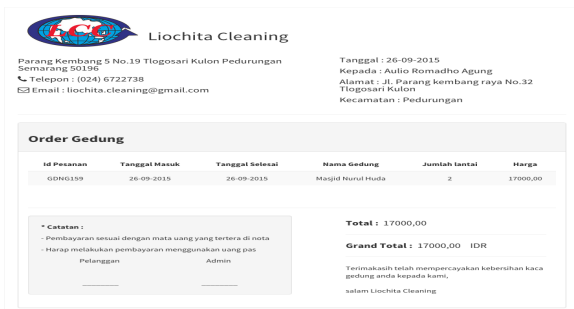 LCC
Liochita Cleaning
Parang Kembang 5 No.19 Tlogosari Kulon Pedurungan
Semarang 50196
Telepon : (024) 6722738
Email : liochita.cleaning@gmail.com
Tanggal : 26-09-2015
Kepada : Aulio Romadho Agung
Alamat : Jl. Parang kembang raya No.32
Tlogosari Kulon
Kecamatan : Pedurungan
Order Gedung
Id Pesanan Tanggal Masuk Tanggal Selesai Nama Gedung Jumlah lantai Harga
GDNG159 26-09-2015 26-09-2015 Masjid Nurul Huda 2 17000,00
* Catatan :
- Pembayaran sesuai dengan mata uang yang tertera di nota
- Harap melakukan pembayaran menggunakan uang pas
Pelanggan Admin
Total : 17000,00
Grand Total : 17000,00 IDR
Terimakasih telah mempercayakan kebersihan kaca
gedung anda kepada kami,
salam Liochita Cleaning